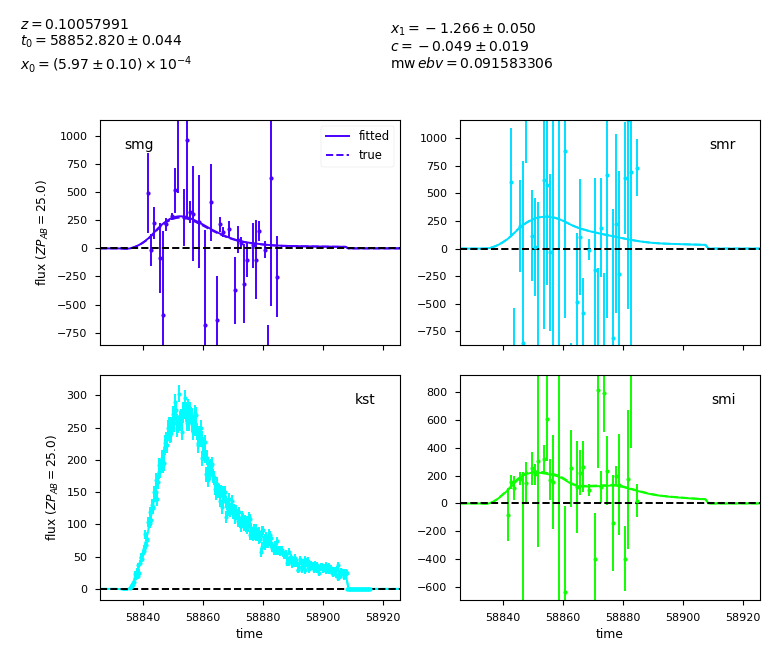 z = 0.10057991
t₀ = 58852.820 ± 0.044
x₀ = (5.97 ± 0.10) × 10⁻⁴
x₁ = −1.266 ± 0.050
c = −0.049 ± 0.019
mw ebv = 0.091583306
smg
fitted
true
1000
750
500
250
0
−250
−500
−750
flux (ZP_AB = 25.0)
smr
1000
750
500
250
0
−250
−500
−750
kst
300
250
200
150
100
50
0
flux (ZP_AB = 25.0)
58840 58860 58880 58900 58920
time
smi
800
600
400
200
0
−200
−400
−600
58840 58860 58880 58900 58920
time